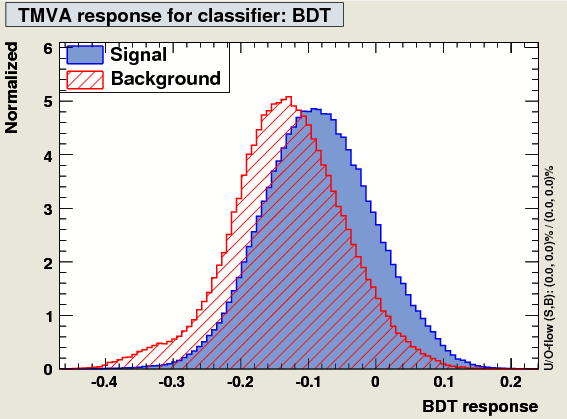 TMVA response for classifier: BDT
Normalized
Signal
Background
6
5
4
3
2
1
0
-0.4 -0.3 -0.2 -0.1 0 0.1 0.2
BDT response
U/O-flow (S,B): (0.0, 0.0)% / (0.0, 0.0)%